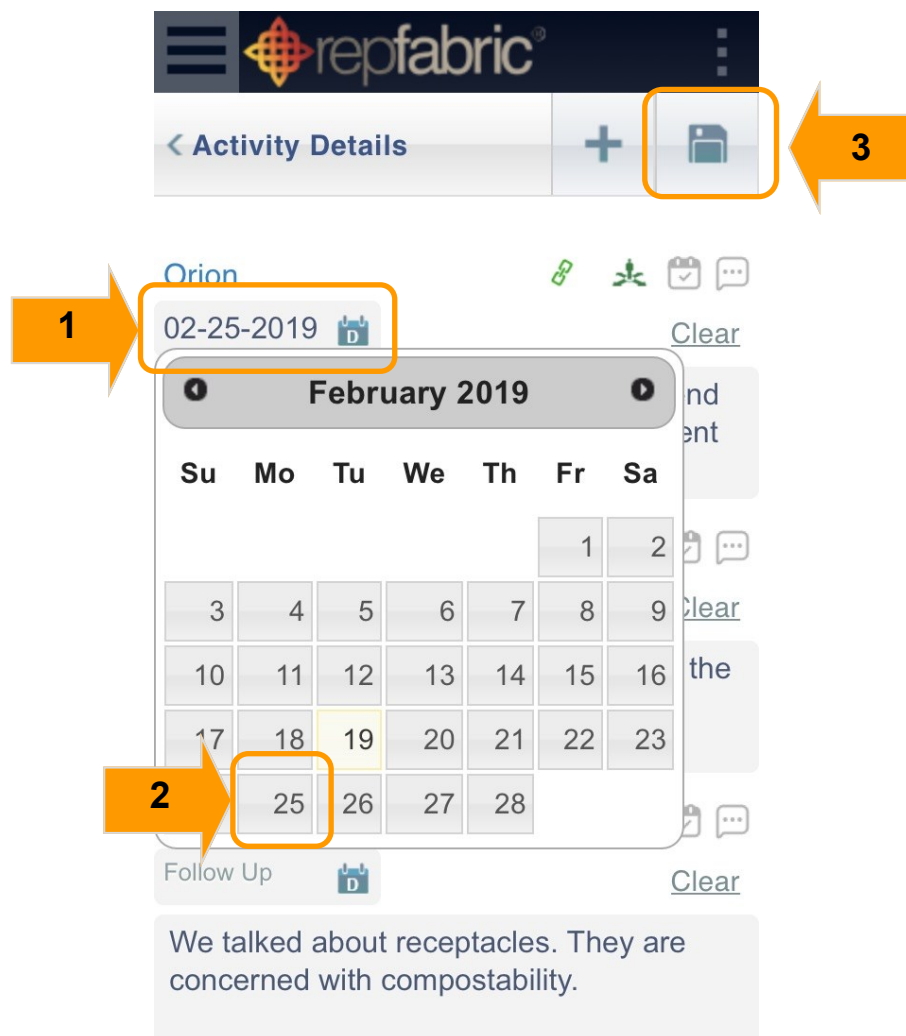 repfabric®
Activity Details
3
Orion
1
02-25-2019
Clear
February 2019
nd
ent
Su Mo Tu We Th Fr Sa
1 2
3 4 5 6 7 8 9
Clear
10 11 12 13 14 15 16
the
17 18 19 20 21 22 23
2
25 26 27 28
Follow Up
Clear
We talked about receptacles. They are
concerned with compostability.